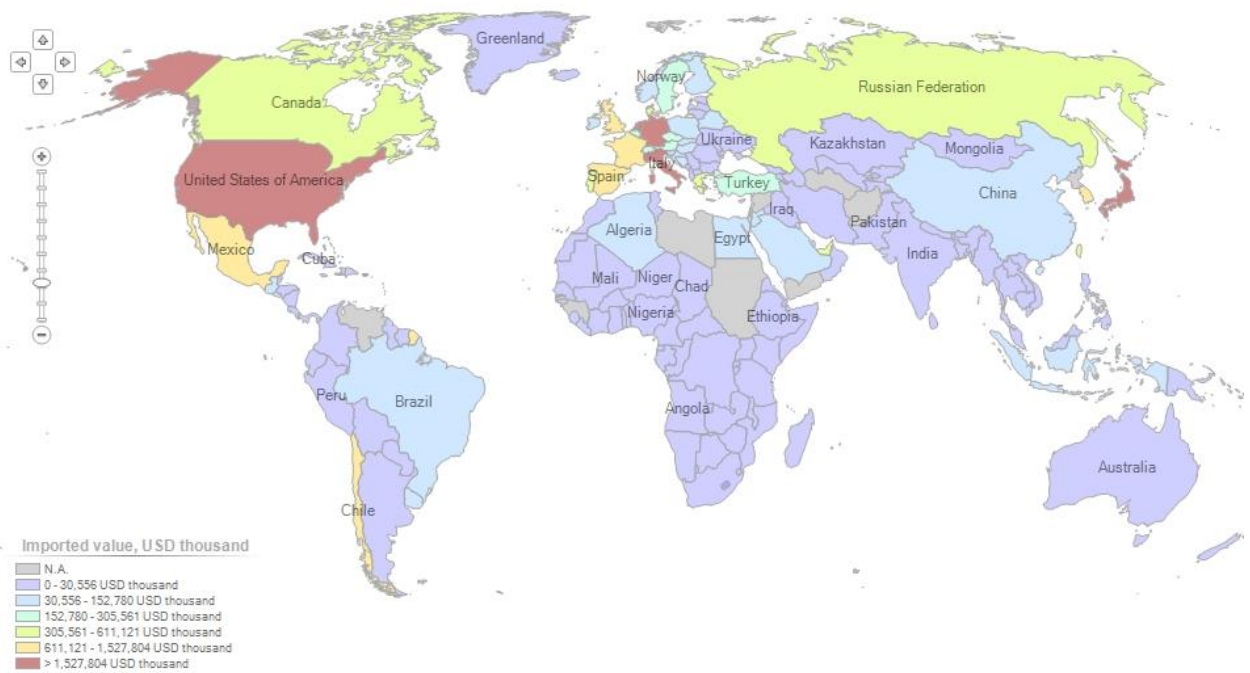 Greenland
Norway
Russian Federation
Canada
Ukraine
Kazakhstan
Mongolia
Italy
Spain
Turkey
United States of America
China
Iraq
Pakistan
Algeria
Egypt
Mexico
India
Cuba
Mali
Niger
Chad
Nigeria
Ethiopia
Peru
Brazil
Angola
Australia
Chile
Imported value, USD thousand
N.A.
0 - 30,556 USD thousand
30,556 - 152,780 USD thousand
152,780 - 305,561 USD thousand
305,561 - 611,121 USD thousand
611,121 - 1,527,804 USD thousand
> 1,527,804 USD thousand